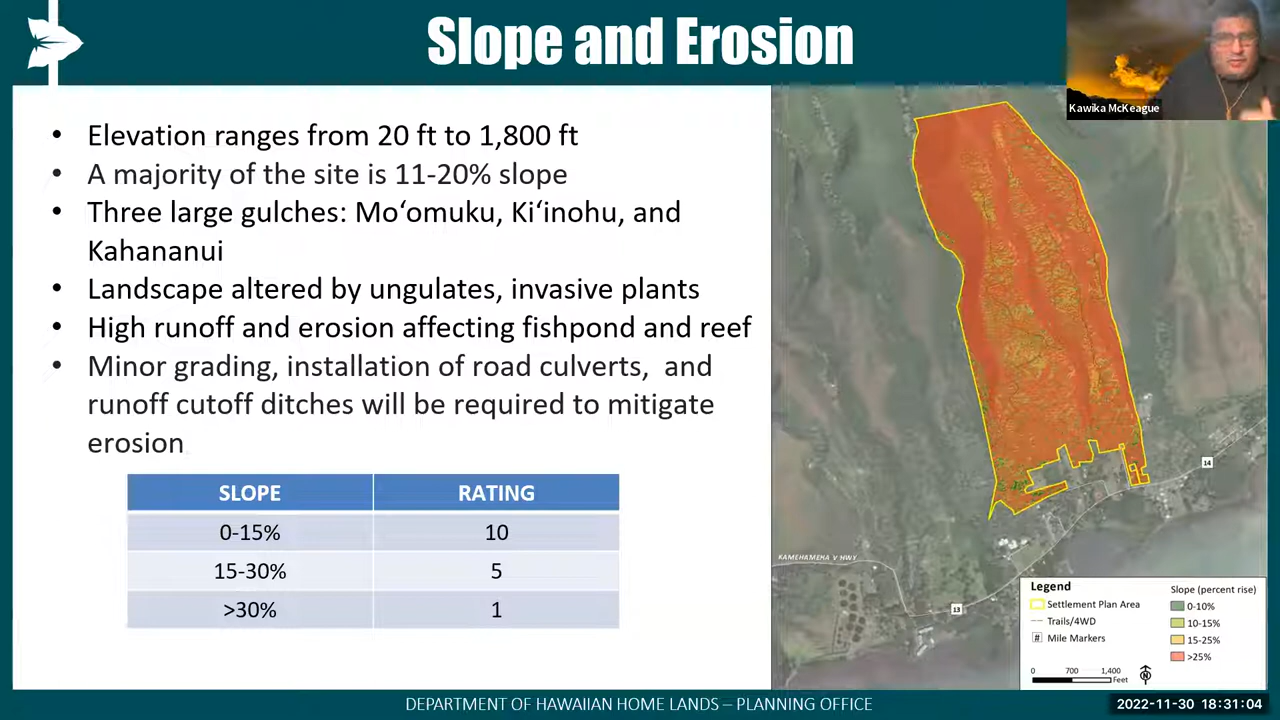 Slope and Erosion
Kawika McKeague
• Elevation ranges from 20 ft to 1,800 ft
• A majority of the site is 11-20% slope
• Three large gulches: Mo‘omuku, Ki‘inohu, and
Kahananui
• Landscape altered by ungulates, invasive plants
• High runoff and erosion affecting fishpond and reef
• Minor grading, installation of road culverts, and
runoff cutoff ditches will be required to mitigate
erosion
SLOPE RATING
0-15% 10
15-30% 5
>30% 1
14
KAMEHAMEHA V HWY
13
Legend
Settlement Plan Area
Trails/4WD
# Mile Markers
0 700 1,400
Feet
N
Slope (percent rise)
0-10%
10-15%
15-25%
>25%
DEPARTMENT OF HAWAIIAN HOME LANDS – PLANNING OFFICE
2022-11-30 18:31:04